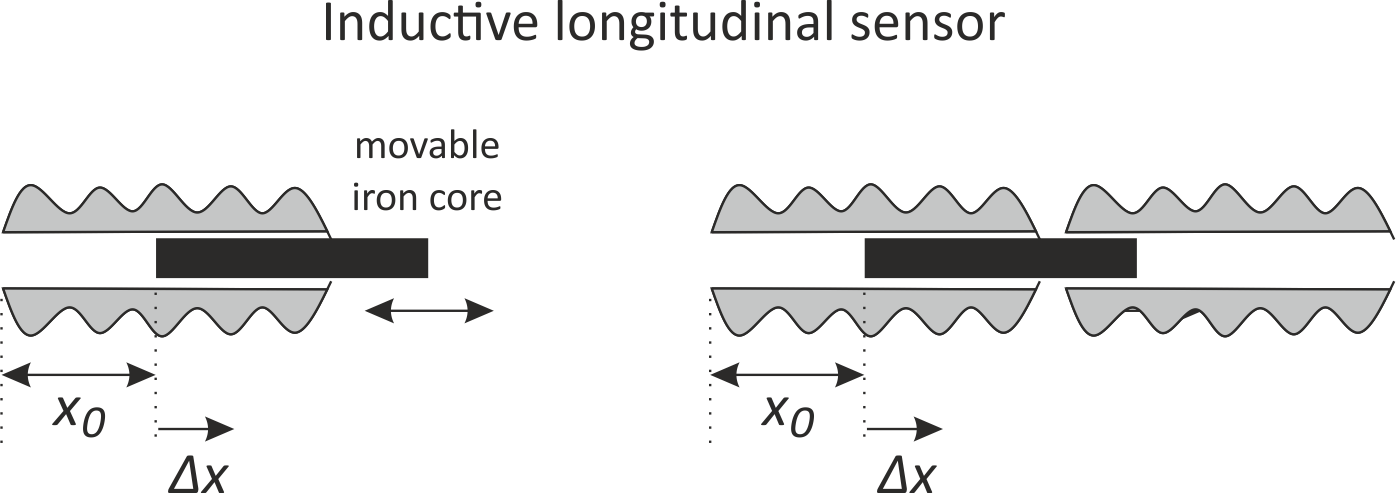 Inductive longitudinal sensor
movable
iron core
x0
Δx
x0
Δx